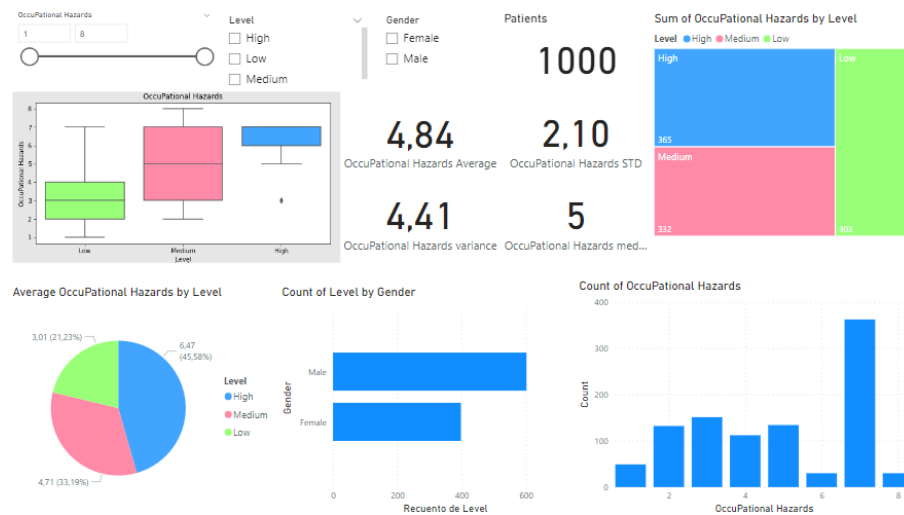 OccuPational Hazards
1
8
Level
High
Low
Medium
Gender
Female
Male
Patients
1000
4,84
OccuPational Hazards Average
2,10
OccuPational Hazards STD
4,41
OccuPational Hazards variance
5
OccuPational Hazards med...
Sum of OccuPational Hazards by Level
Level High Medium Low
High
365
Medium
332
Low
303
OccuPational Hazards
OccuPational Hazards
8
7
6
5
4
3
2
1
Low
Medium
High
Level
Average OccuPational Hazards by Level
3,01 (21,23%)
6,47
(45,58%)
4,71 (33,19%)
Level
High
Medium
Low
Count of Level by Gender
Gender
Male
Female
0
200
400
600
Recuento de Level
Count of OccuPational Hazards
Count
400
300
200
100
0
2
4
6
8
OccuPational Hazards